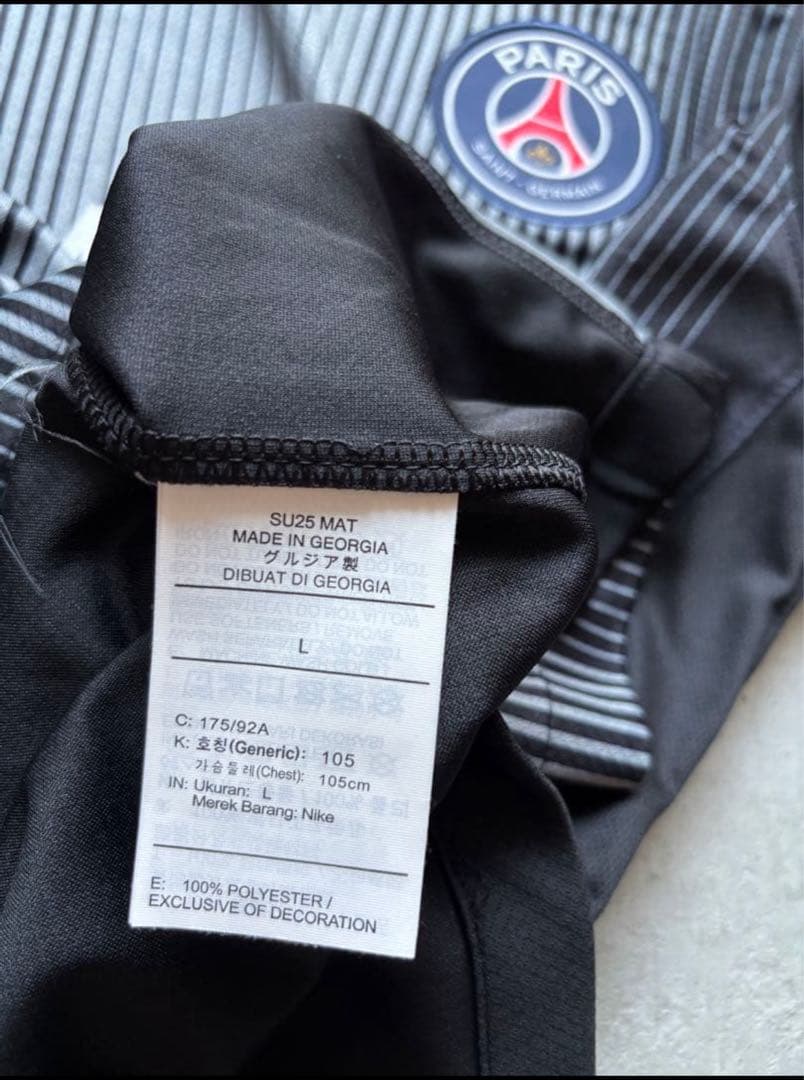 PARIS
SAINT-GERMAIN
SU25 MAT
MADE IN GEORGIA
グルジア製
DIBUAT DI GEORGIA
L
C: 175/92A
K: 호칭(Generic): 105
가슴둘레(Chest): 105cm
IN: Ukuran: L
Merek Barang: Nike
E: 100% POLYESTER /
EXCLUSIVE OF DECORATION